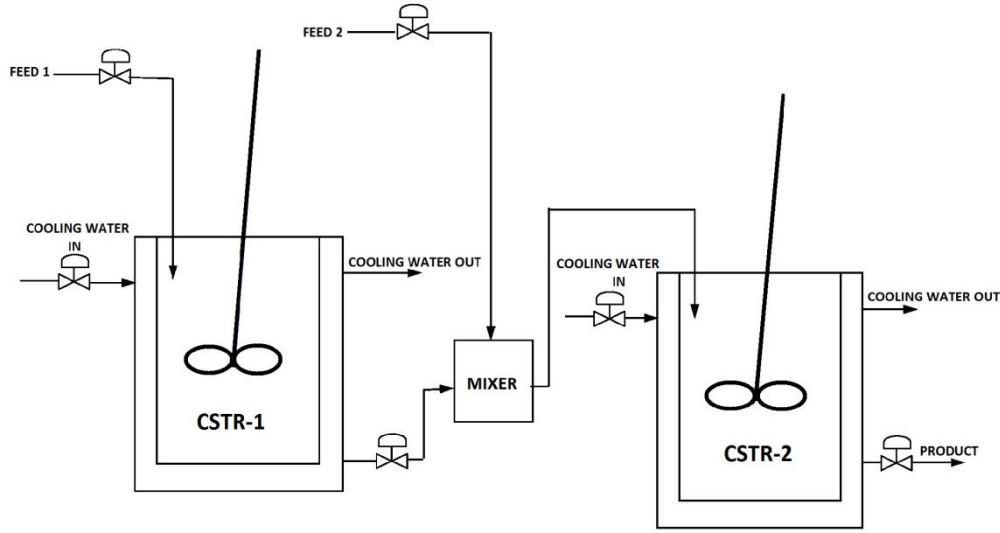 FEED 2
FEED 1
COOLING WATER
IN
COOLING WATER OUT
COOLING WATER
IN
COOLING WATER OUT
MIXER
CSTR-1
CSTR-2
PRODUCT